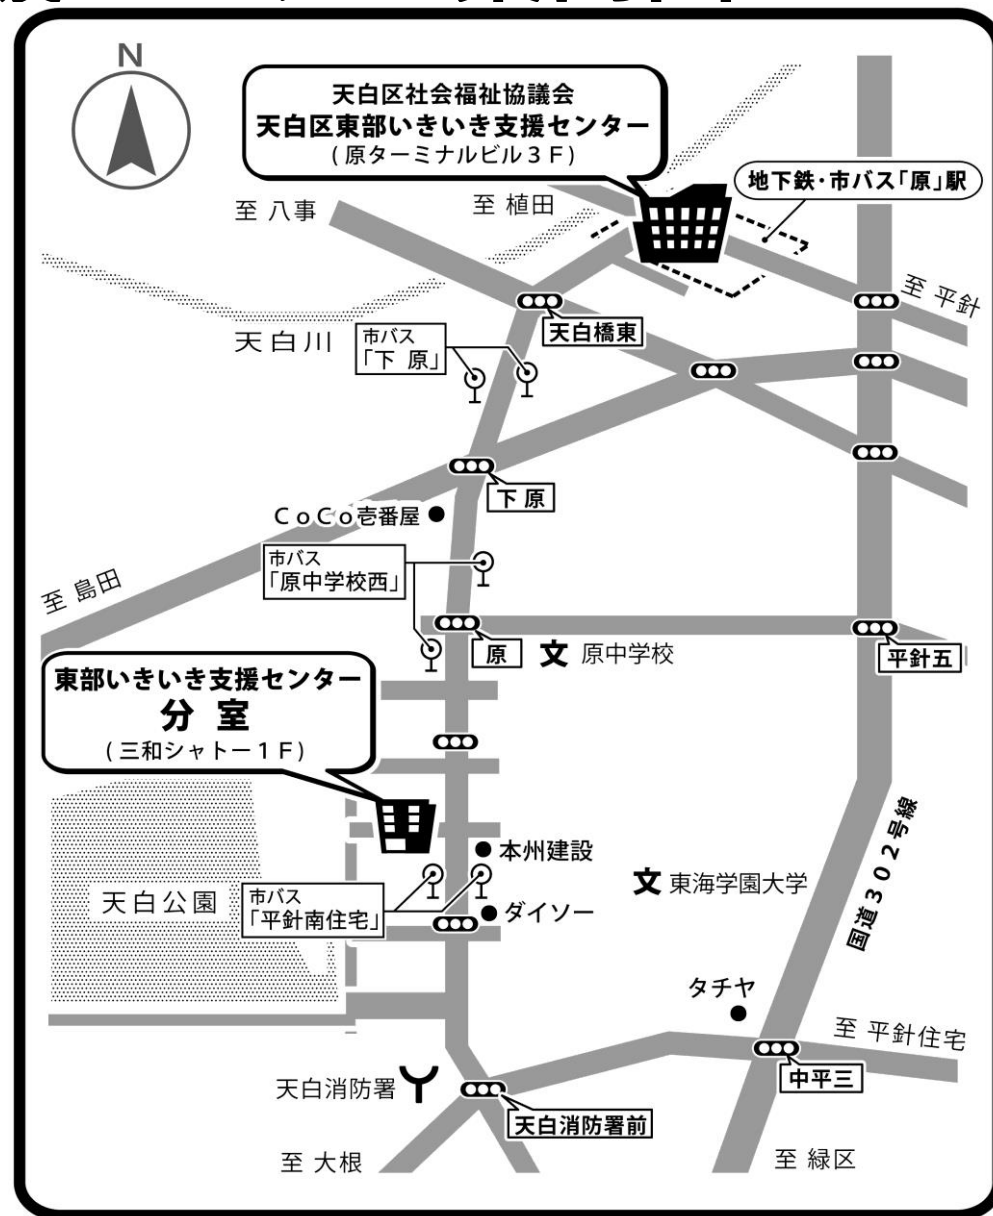 N
天白区社会福祉協議会
天白区東部いきいき支援センター
(原ターミナルビル3F)
地下鉄・市バス「原」駅
至 八事
至 植田
至 平針
天白橋東
天白川
市バス
「下 原」
下原
CoCo壱番屋
市バス
「原中学校西」
至 島田
原
文 原中学校
平針五
東部いきいき支援センター
分 室
(三和シャトー1F)
本州建設
国道302号線
文 東海学園大学
天白公園
市バス
「平針南住宅」
ダイソー
タチヤ
至 平針住宅
中平三
天白消防署
天白消防署前
至 大根
至 緑区